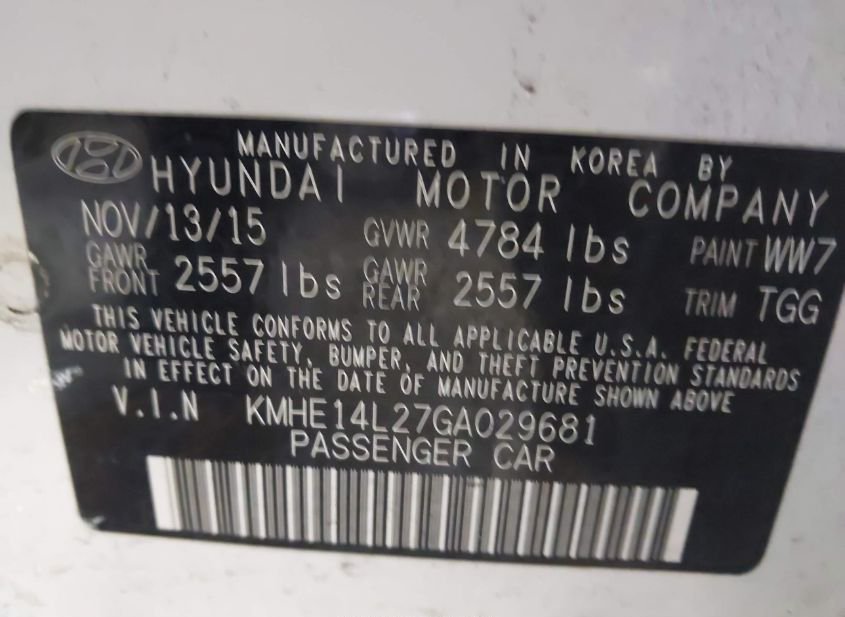 MANUFACTURED IN KOREA BY
HYUNDAI MOTOR COMPANY
NOV/13/15 GVWR 4784 lbs PAINT WW7
GAWR FRONT 2557 lbs GAWR REAR 2557 lbs TRIM TGG
THIS VEHICLE CONFORMS TO ALL APPLICABLE U.S.A. FEDERAL
MOTOR VEHICLE SAFETY, BUMPER, AND THEFT PREVENTION STANDARDS
IN EFFECT ON THE DATE OF MANUFACTURE SHOWN ABOVE
V.I.N KMHE14L27GA029681
PASSENGER CAR